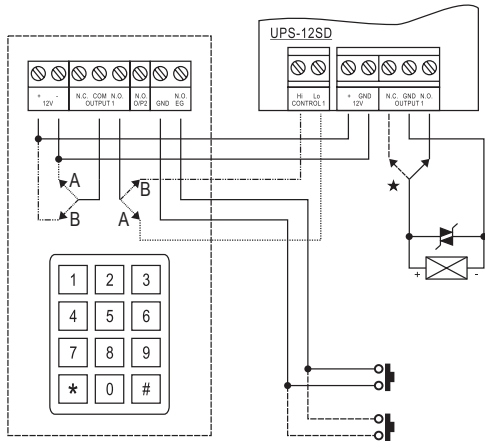 UPS-12SD
+ - N.C. COM N.O. N.O. N.O.
12V OUTPUT 1 O/P2 GND EG
Hi Lo + GND N.C. GND N.O.
CONTROL 1 12V OUTPUT 1
A B
B A
★
+ -
1 2 3
4 5 6
7 8 9
* 0 #